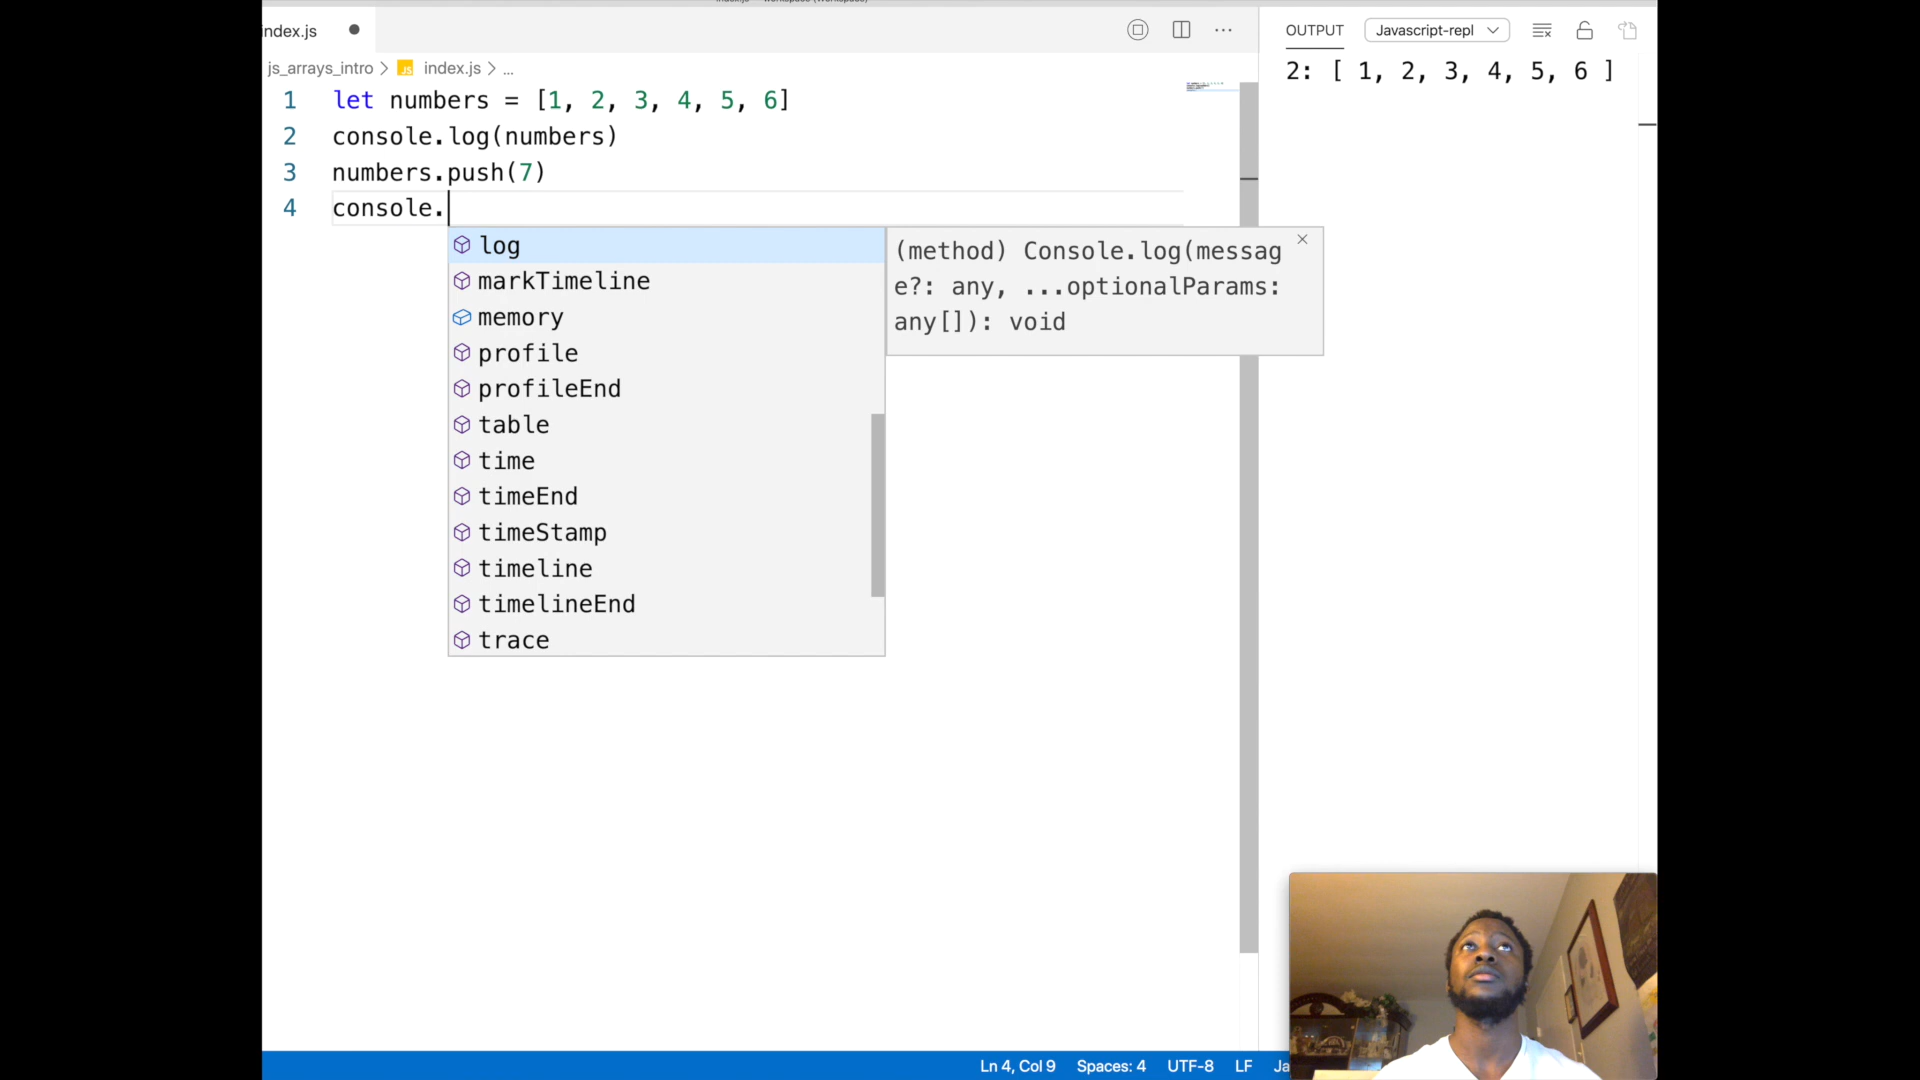 index.js
OUTPUT
Javascript-repl
js_arrays_intro > JS index.js > ...
2: [ 1, 2, 3, 4, 5, 6 ]
1 let numbers = [1, 2, 3, 4, 5, 6]
2 console.log(numbers)
3 numbers.push(7)
4 console.
log
markTimeline
memory
profile
profileEnd
table
time
timeEnd
timeStamp
timeline
timelineEnd
trace
(method) Console.log(messag
e?: any, ...optionalParams:
any[]): void
Ln 4, Col 9 Spaces: 4 UTF-8 LF Ja